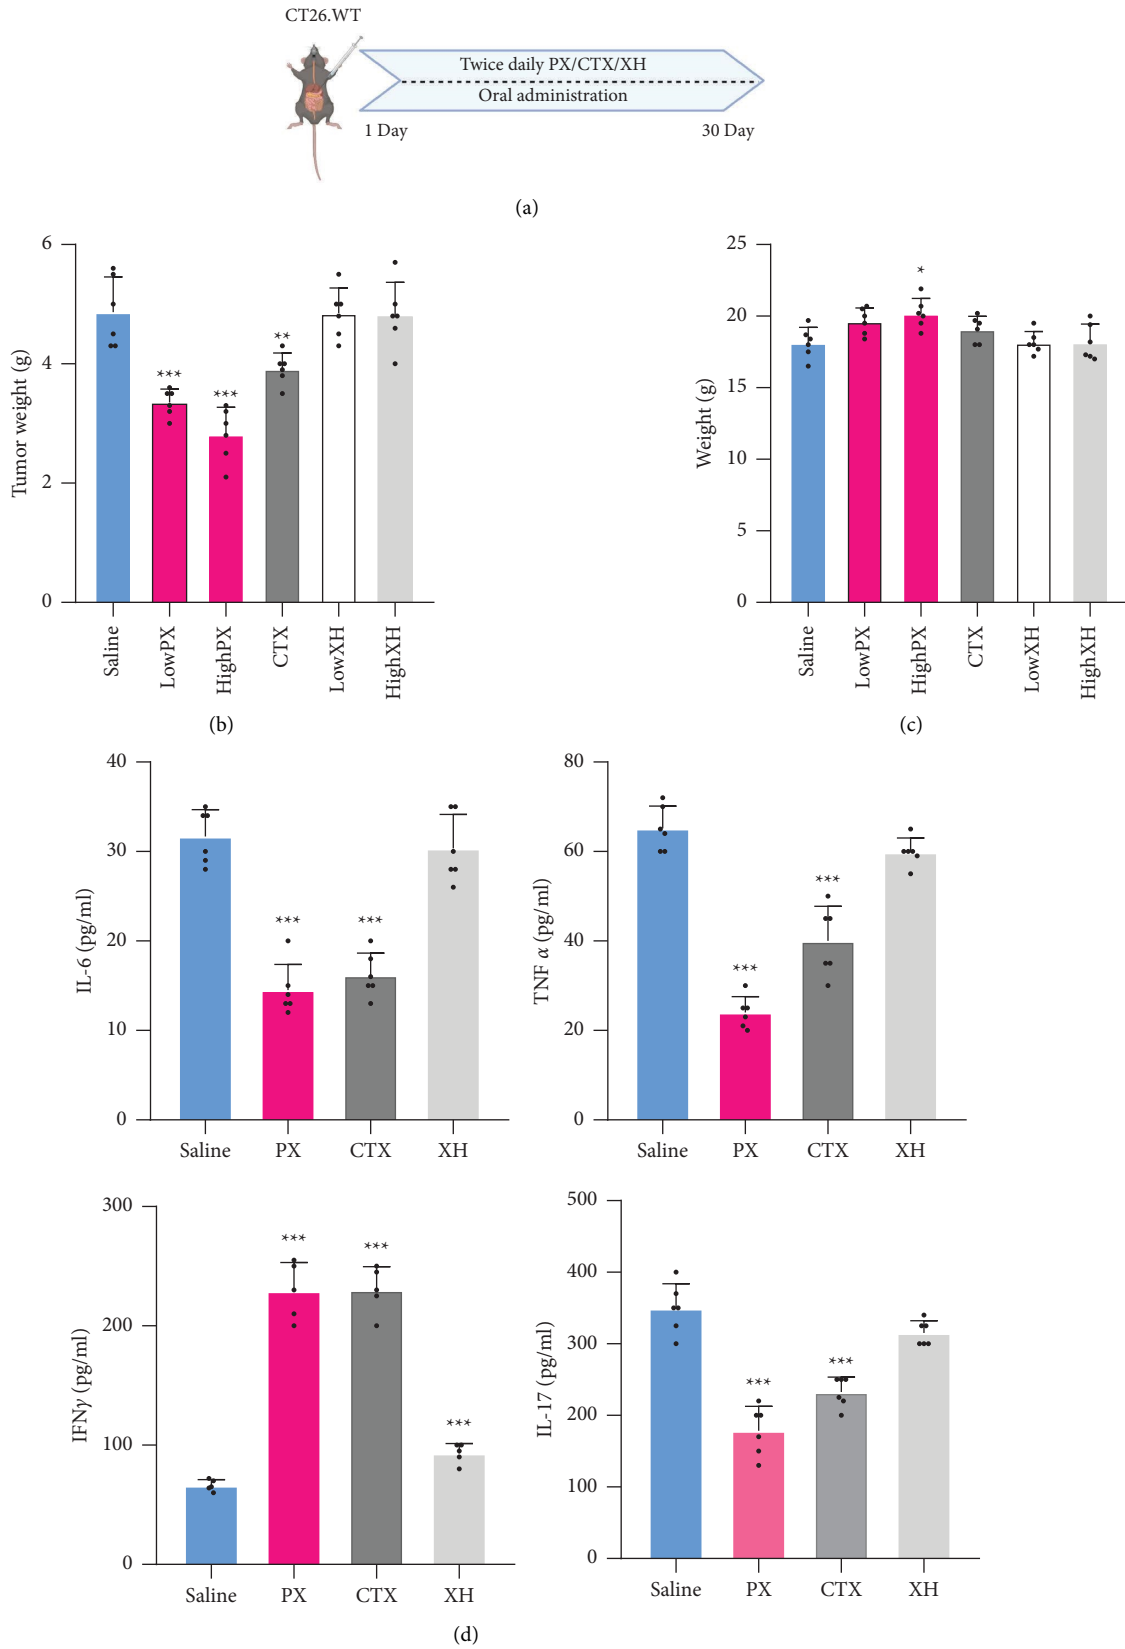 CT26.WT
Twice daily PX/CTX/XH
Oral administration
1 Day
30 Day
(a)
Tumor weight (g)
6
4
2
0
***
***
**
Saline
LowPX
HighPX
CTX
LowXH
HighXH
(b)
Weight (g)
25
20
15
10
5
0
*
Saline
LowPX
HighPX
CTX
LowXH
HighXH
(c)
IL-6 (pg/ml)
40
30
20
10
0
***
***
Saline
PX
CTX
XH
TNF α (pg/ml)
80
60
40
20
0
***
***
Saline
PX
CTX
XH
IFNγ (pg/ml)
300
200
100
0
***
***
***
Saline
PX
CTX
XH
IL-17 (pg/ml)
500
400
300
200
100
0
***
***
Saline
PX
CTX
XH
(d)